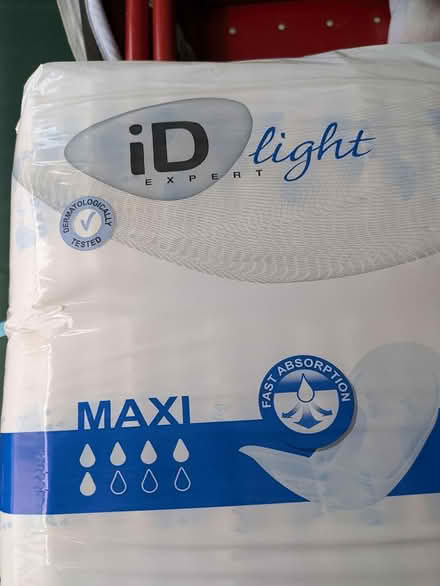 iD light
EXPERT
DERMATOLOGICALLY
TESTED
FAST ABSORPTION
MAXI